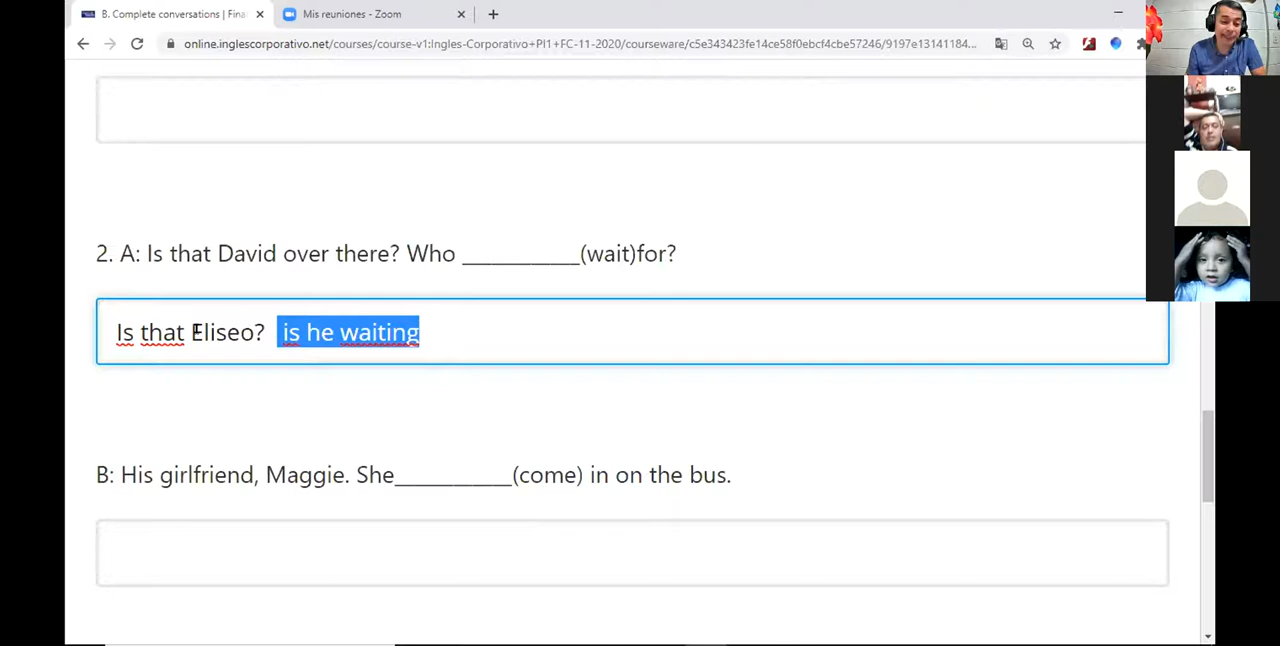 B. Complete conversations | Fina
Mis reuniones - Zoom
online.inglescorporativo.net/courses/course-v1:Ingles-Corporativo+PI1+FC-11-2020/courseware/c5e343423fe14ce58f0ebcf4cbe57246/9197e13141184...
2. A: Is that David over there? Who __________(wait)for?
Is that Eliseo? is he waiting
B: His girlfriend, Maggie. She__________(come) in on the bus.